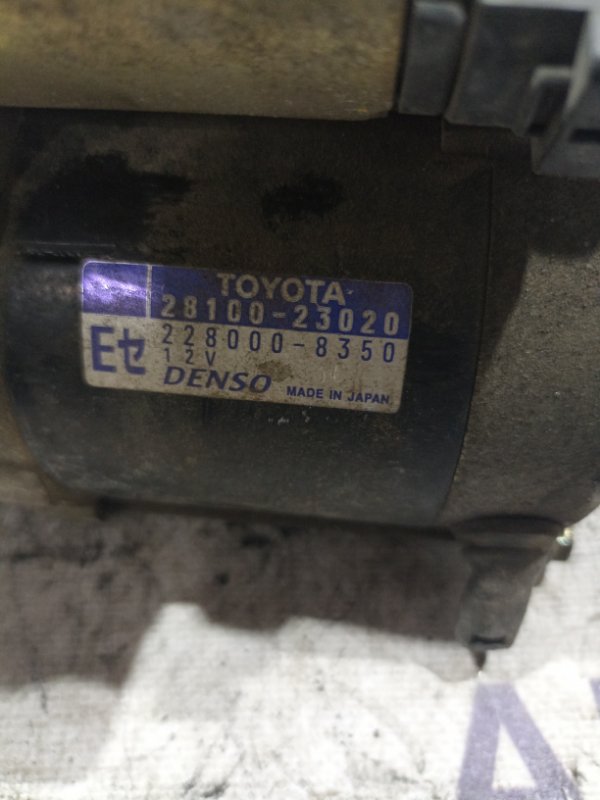 TOYOTA
28100-23020
228000-8350
Eセ
12V
DENSO MADE IN JAPAN